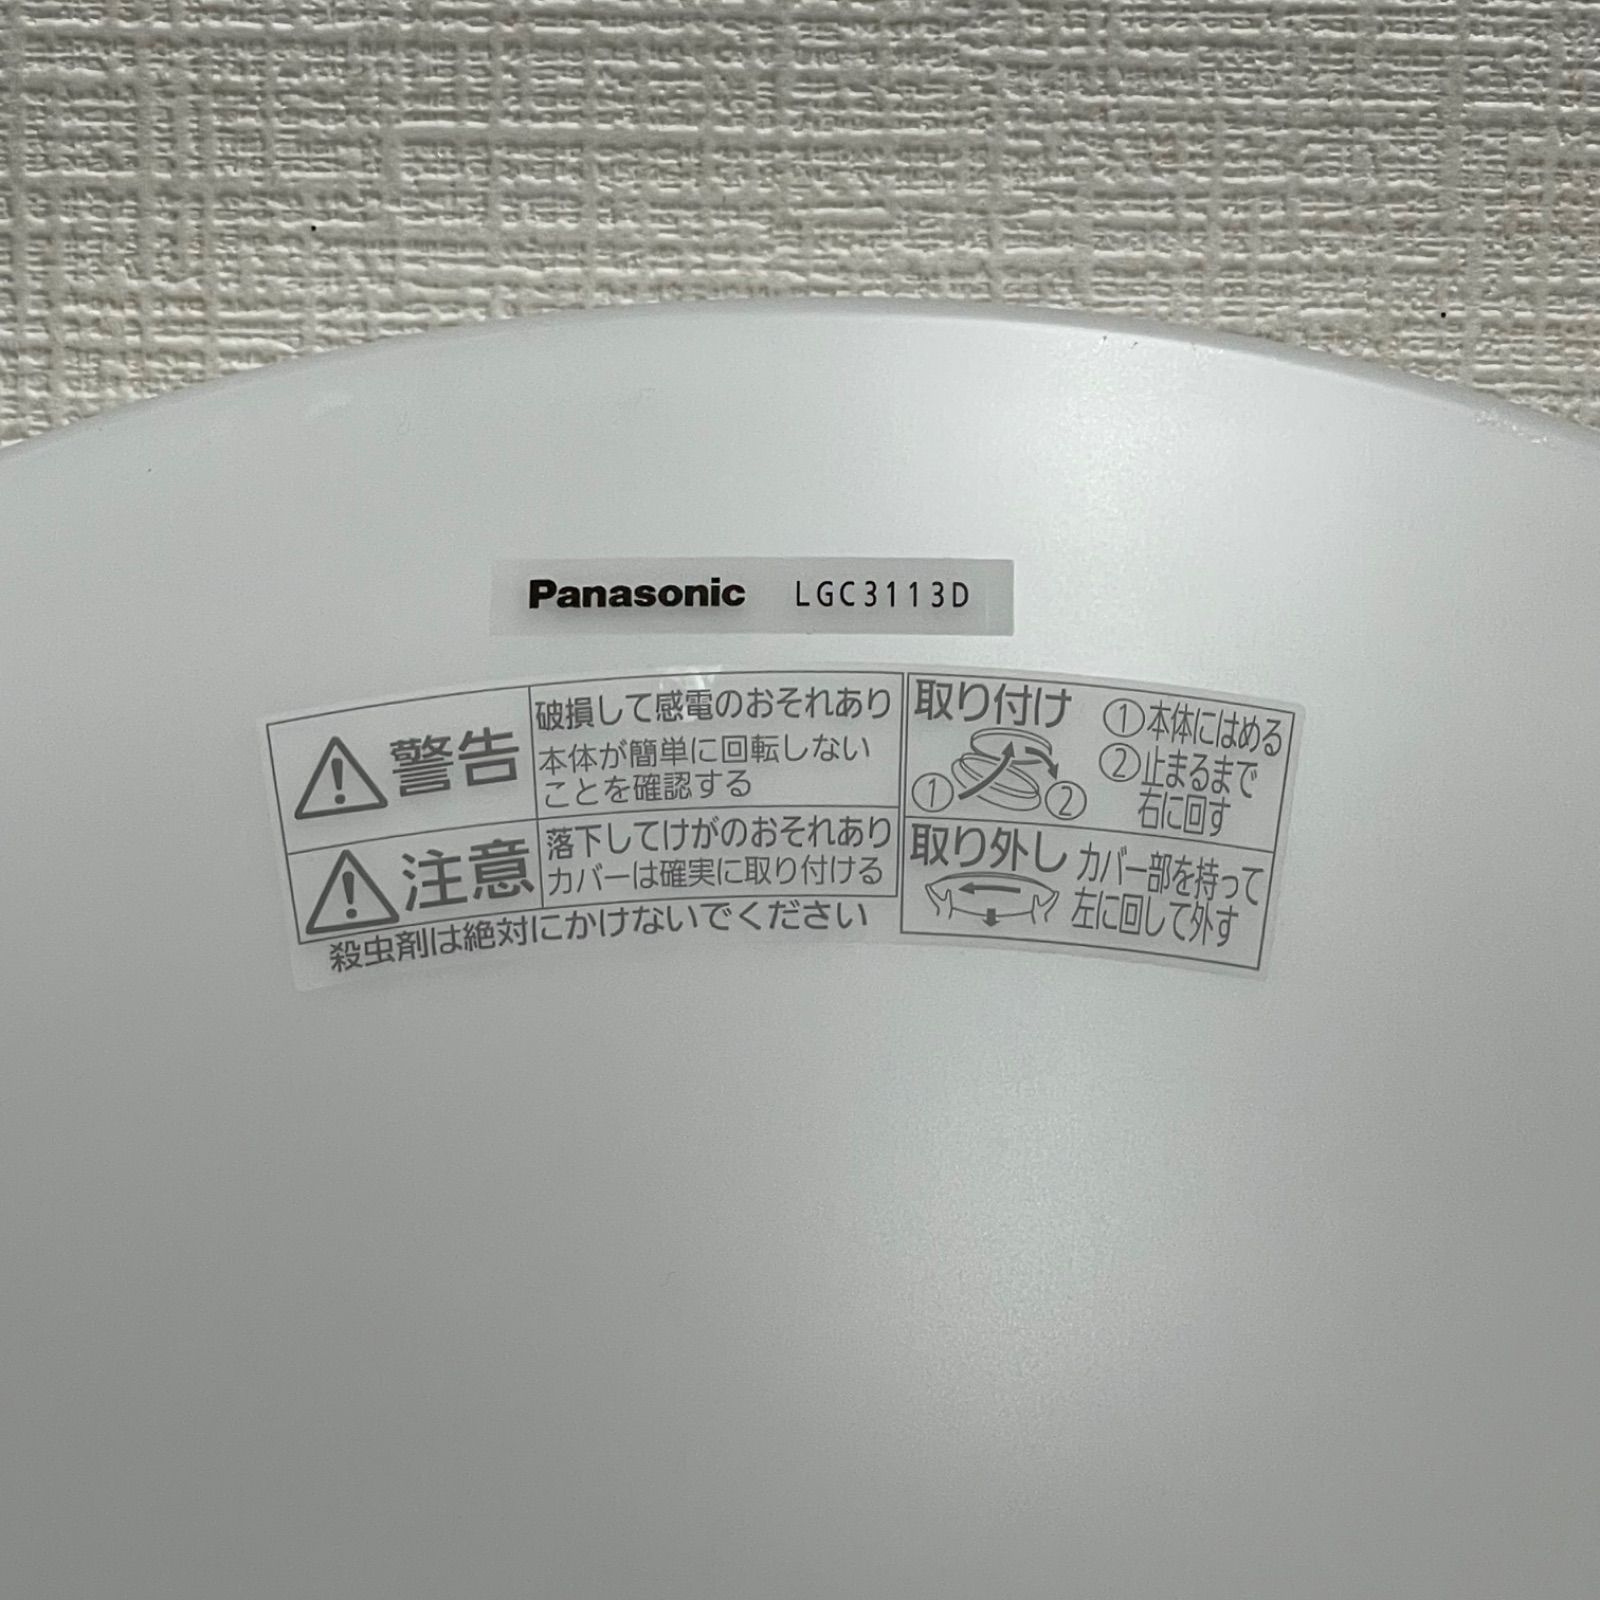 Panasonic LGC3113D
警告
破損して感電のおそれあり
本体が簡単に回転しない
ことを確認する
注意
落下してけがのおそれあり
カバーは確実に取り付ける
殺虫剤は絶対にかけないでください
取り付け
①本体にはめる
②止まるまで
右に回す
① ②
取り外し
カバー部を持って
左に回して外す